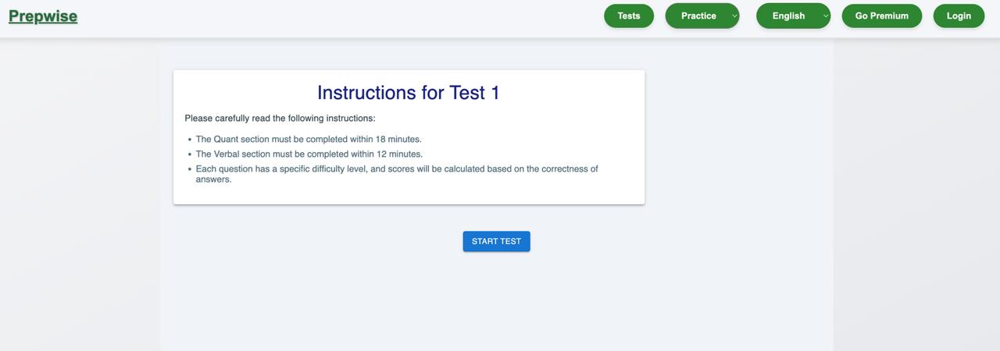 Prepwise
Tests
Practice
English
Go Premium
Login
Instructions for Test 1
Please carefully read the following instructions:
• The Quant section must be completed within 18 minutes.
• The Verbal section must be completed within 12 minutes.
• Each question has a specific difficulty level, and scores will be calculated based on the correctness of
answers.
START TEST